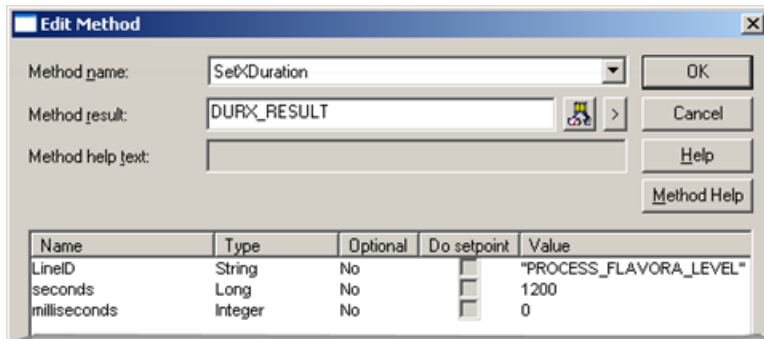 Edit Method
Method name: SetXDuration OK
Method result: DURX_RESULT > Cancel
Method help text: Help
Method Help
Name Type Optional Do setpoint Value
LineID String No "PROCESS_FLAVORA_LEVEL"
seconds Long No 1200
milliseconds Integer No 0